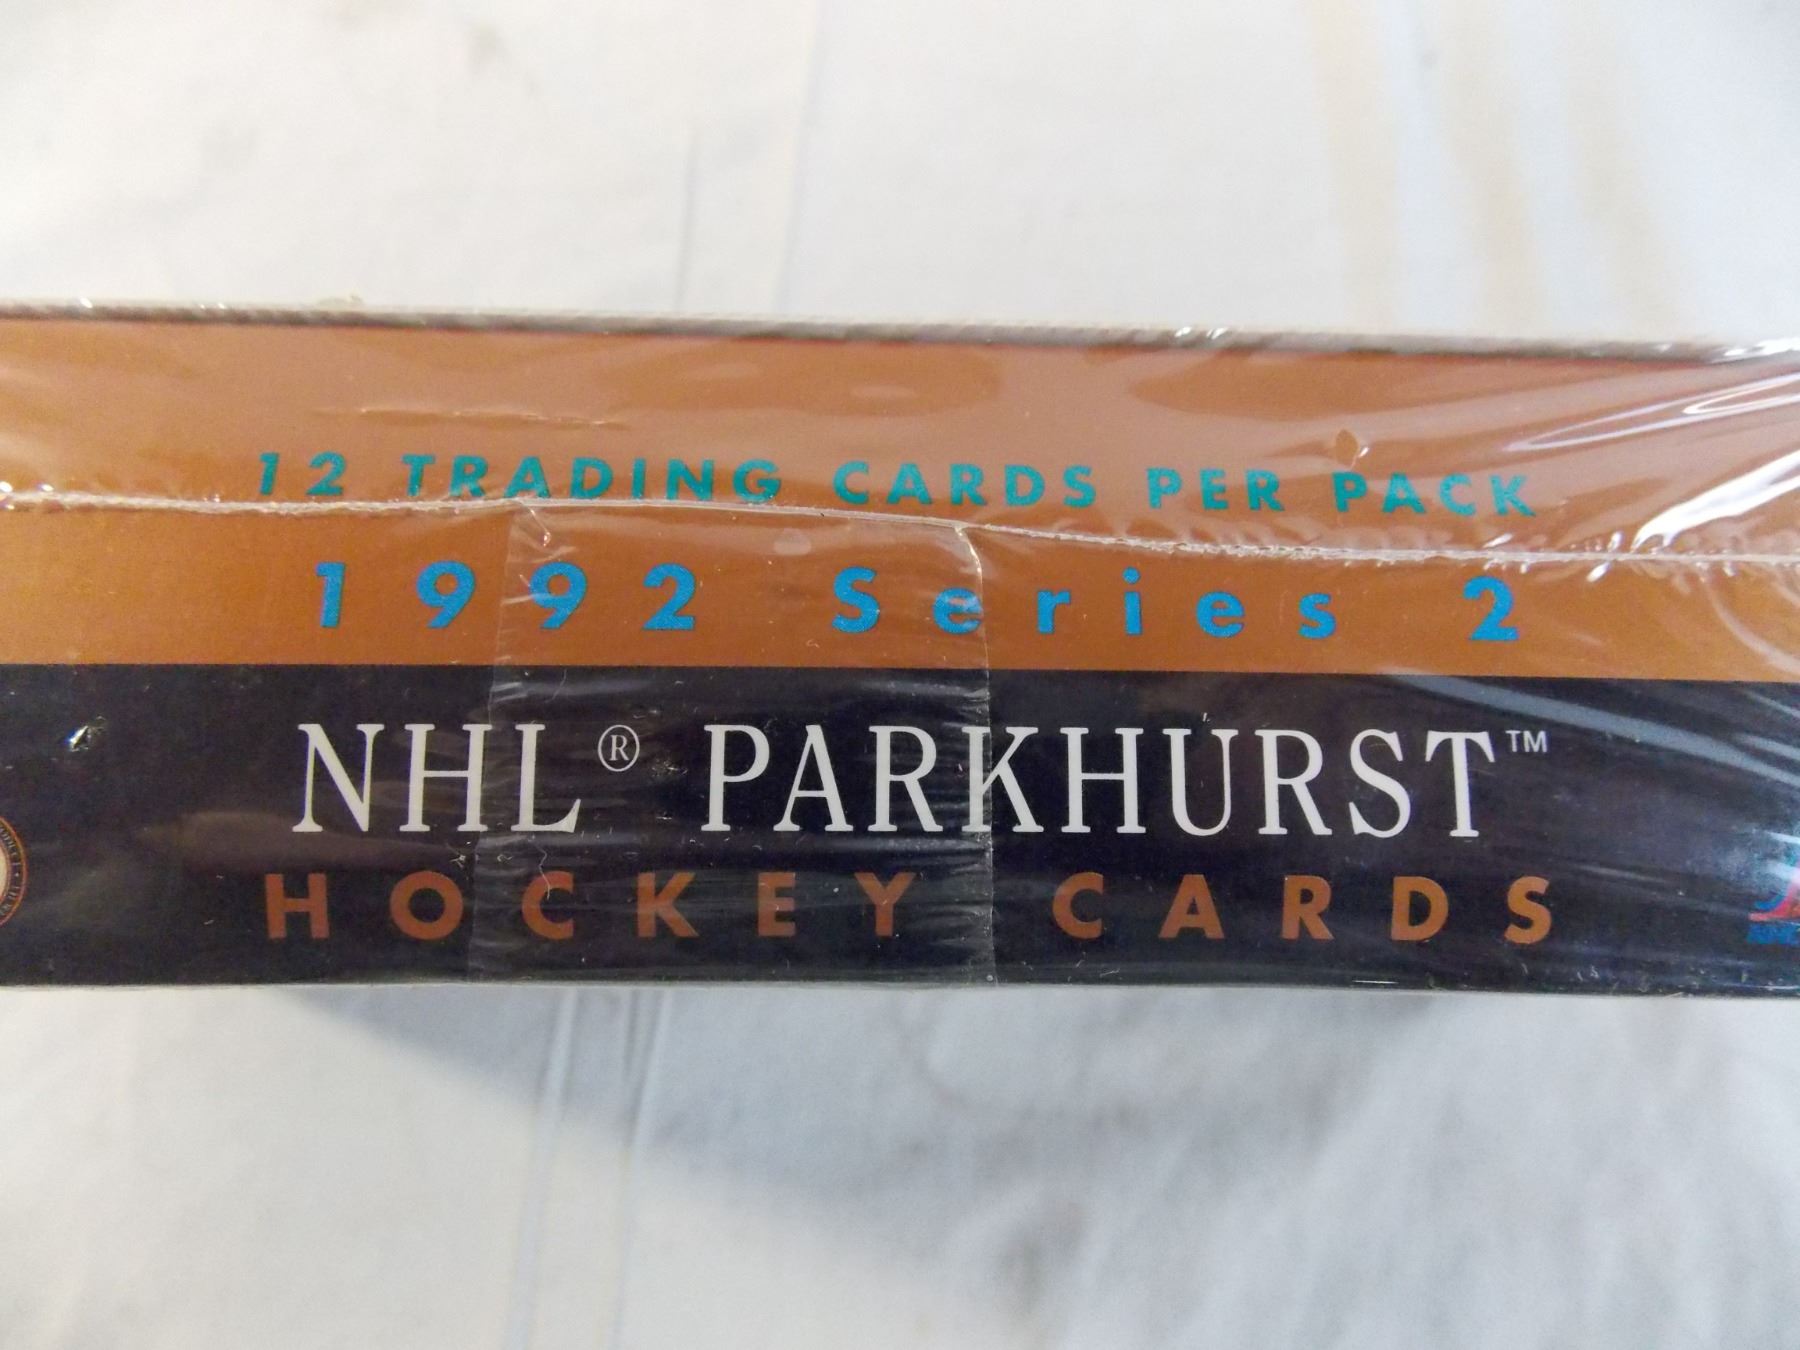 12 TRADING CARDS PER PACK
1992 Series 2
NHL® PARKHURST™
HOCKEY CARDS